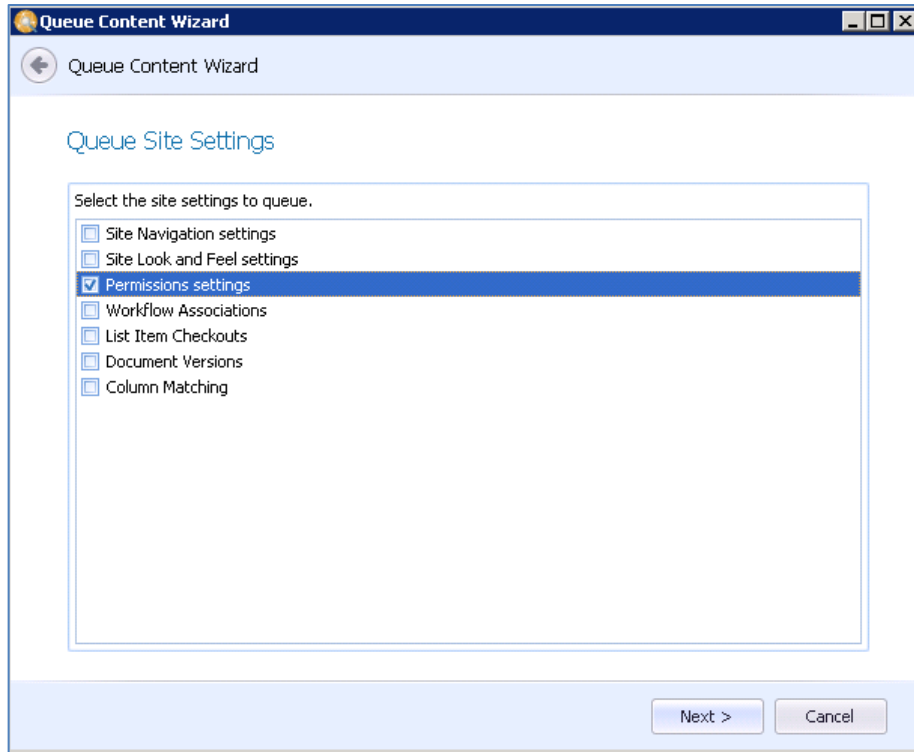 Queue Content Wizard
Queue Content Wizard
Queue Site Settings
Select the site settings to queue.
Site Navigation settings
Site Look and Feel settings
Permissions settings
Workflow Associations
List Item Checkouts
Document Versions
Column Matching
Next >
Cancel